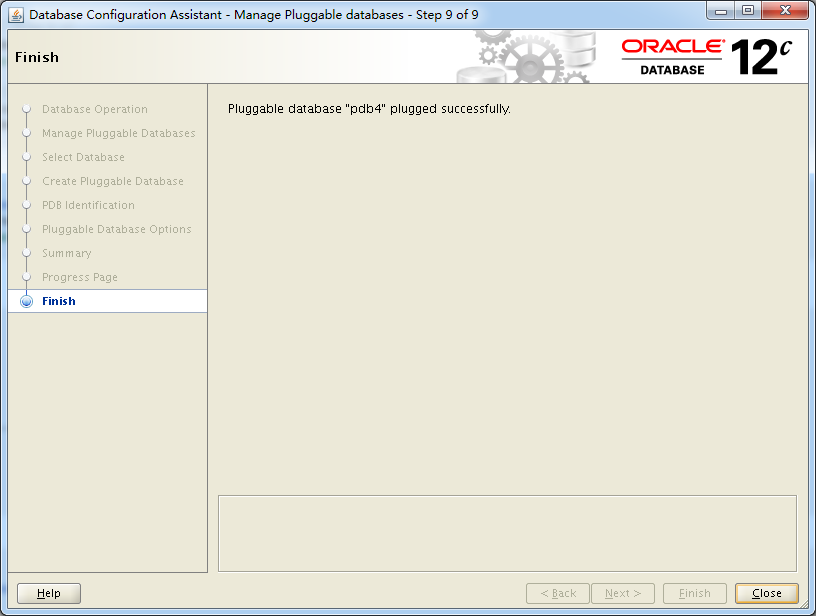 Database Configuration Assistant - Manage Pluggable databases - Step 9 of 9
Finish
ORACLE
DATABASE
12c
Database Operation
Manage Pluggable Databases
Select Database
Create Pluggable Database
PDB Identification
Pluggable Database Options
Summary
Progress Page
Finish
Pluggable database "pdb4" plugged successfully.
Help
< Back
Next >
Finish
Close